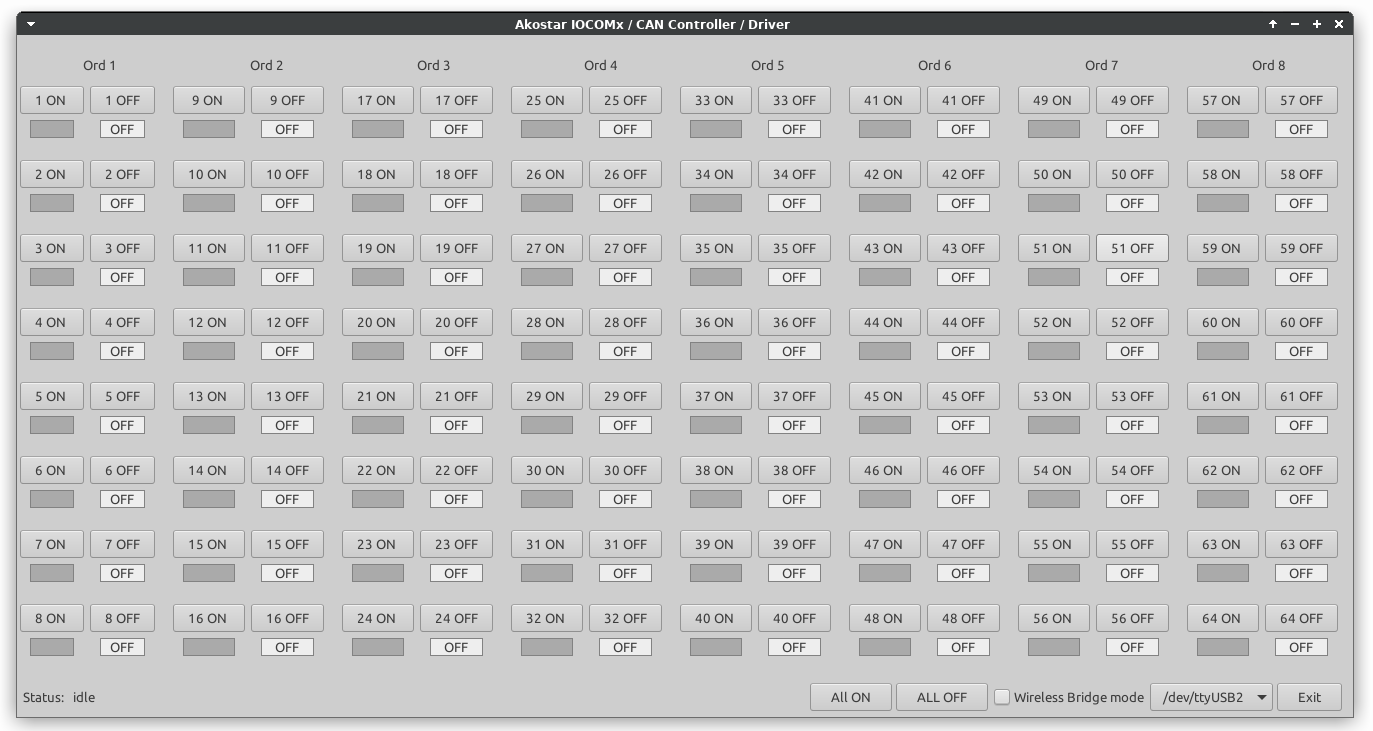 Akostar IOCOMx / CAN Controller / Driver
Ord 1 Ord 2 Ord 3 Ord 4 Ord 5 Ord 6 Ord 7 Ord 8
1 ON 1 OFF 9 ON 9 OFF 17 ON 17 OFF 25 ON 25 OFF 33 ON 33 OFF 41 ON 41 OFF 49 ON 49 OFF 57 ON 57 OFF
OFF OFF OFF OFF OFF OFF OFF OFF
2 ON 2 OFF 10 ON 10 OFF 18 ON 18 OFF 26 ON 26 OFF 34 ON 34 OFF 42 ON 42 OFF 50 ON 50 OFF 58 ON 58 OFF
OFF OFF OFF OFF OFF OFF OFF OFF
3 ON 3 OFF 11 ON 11 OFF 19 ON 19 OFF 27 ON 27 OFF 35 ON 35 OFF 43 ON 43 OFF 51 ON 51 OFF 59 ON 59 OFF
OFF OFF OFF OFF OFF OFF OFF OFF
4 ON 4 OFF 12 ON 12 OFF 20 ON 20 OFF 28 ON 28 OFF 36 ON 36 OFF 44 ON 44 OFF 52 ON 52 OFF 60 ON 60 OFF
OFF OFF OFF OFF OFF OFF OFF OFF
5 ON 5 OFF 13 ON 13 OFF 21 ON 21 OFF 29 ON 29 OFF 37 ON 37 OFF 45 ON 45 OFF 53 ON 53 OFF 61 ON 61 OFF
OFF OFF OFF OFF OFF OFF OFF OFF
6 ON 6 OFF 14 ON 14 OFF 22 ON 22 OFF 30 ON 30 OFF 38 ON 38 OFF 46 ON 46 OFF 54 ON 54 OFF 62 ON 62 OFF
OFF OFF OFF OFF OFF OFF OFF OFF
7 ON 7 OFF 15 ON 15 OFF 23 ON 23 OFF 31 ON 31 OFF 39 ON 39 OFF 47 ON 47 OFF 55 ON 55 OFF 63 ON 63 OFF
OFF OFF OFF OFF OFF OFF OFF OFF
8 ON 8 OFF 16 ON 16 OFF 24 ON 24 OFF 32 ON 32 OFF 40 ON 40 OFF 48 ON 48 OFF 56 ON 56 OFF 64 ON 64 OFF
OFF OFF OFF OFF OFF OFF OFF OFF
Status: idle All ON ALL OFF Wireless Bridge mode /dev/ttyUSB2 Exit